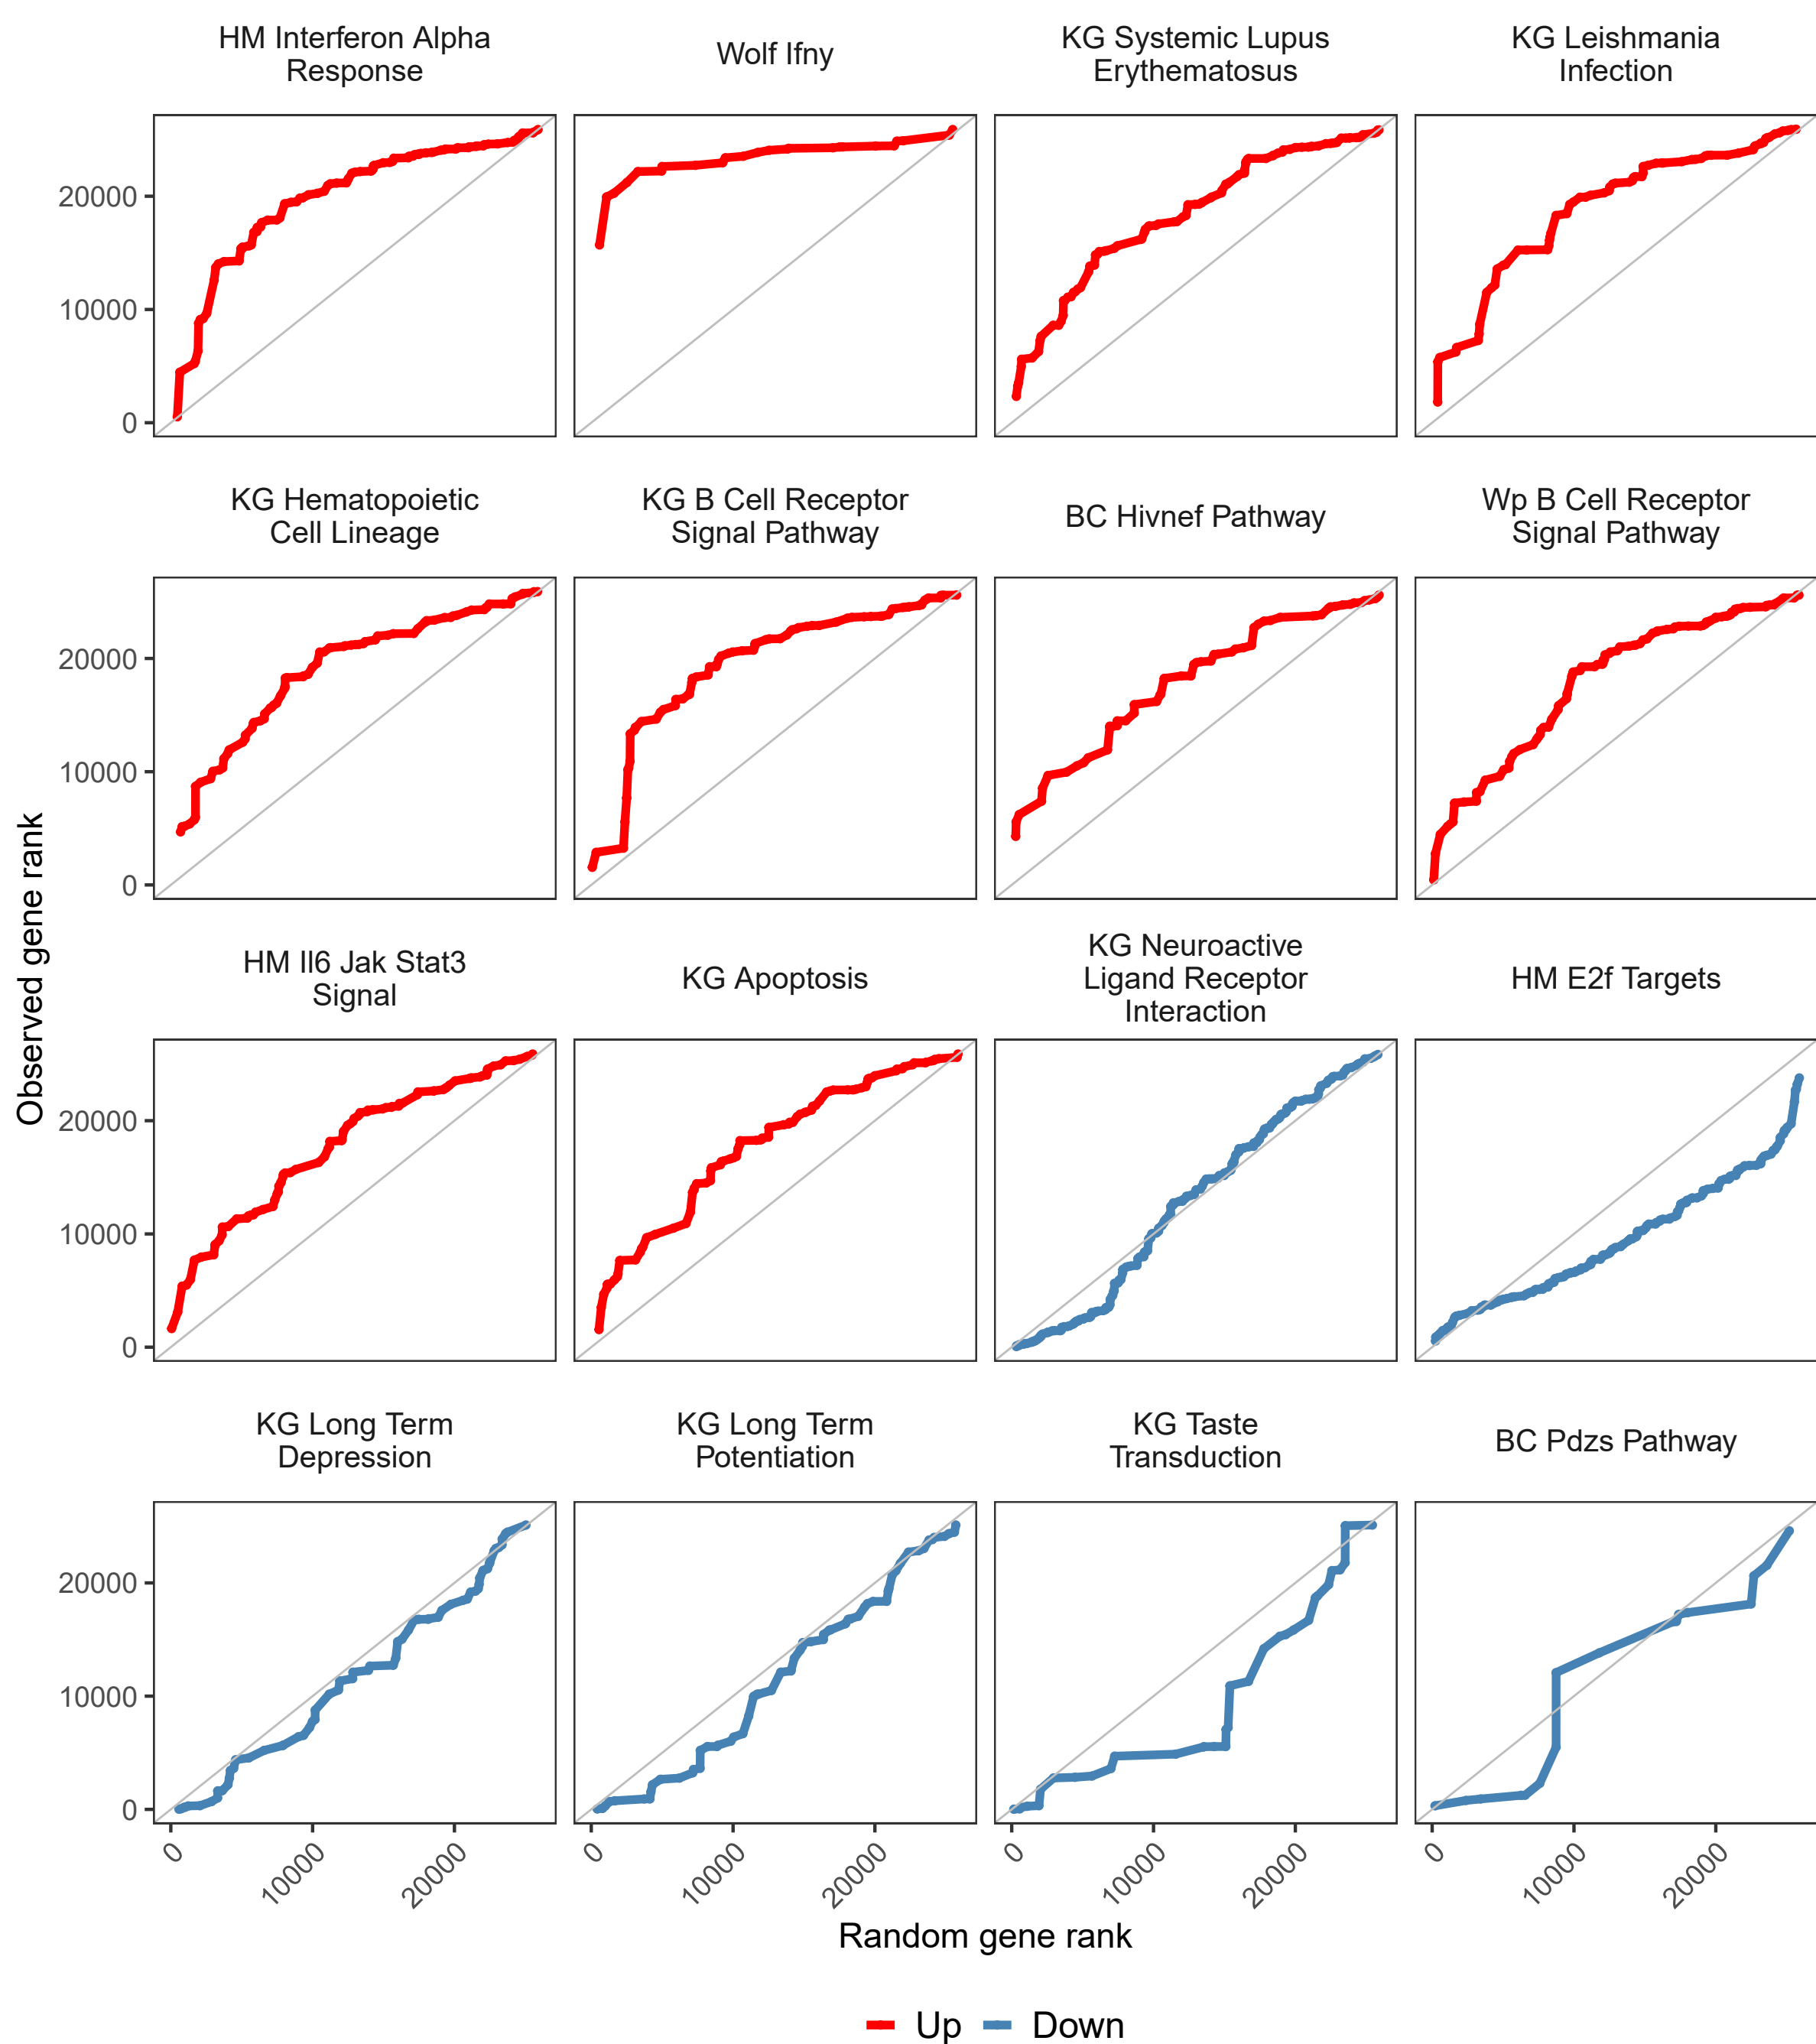 HM Interferon Alpha
Response
Wolf Ifny
KG Systemic Lupus
Erythematosus
KG Leishmania
Infection
20000
10000
0
KG Hematopoietic
Cell Lineage
KG B Cell Receptor
Signal Pathway
BC Hivnef Pathway
Wp B Cell Receptor
Signal Pathway
20000
10000
0
Observed gene rank
HM Il6 Jak Stat3
Signal
KG Apoptosis
KG Neuroactive
Ligand Receptor
Interaction
HM E2f Targets
20000
10000
0
KG Long Term
Depression
KG Long Term
Potentiation
KG Taste
Transduction
BC Pdzs Pathway
20000
10000
0
0 10000 20000
0 10000 20000
0 10000 20000
0 10000 20000
Random gene rank
Up Down